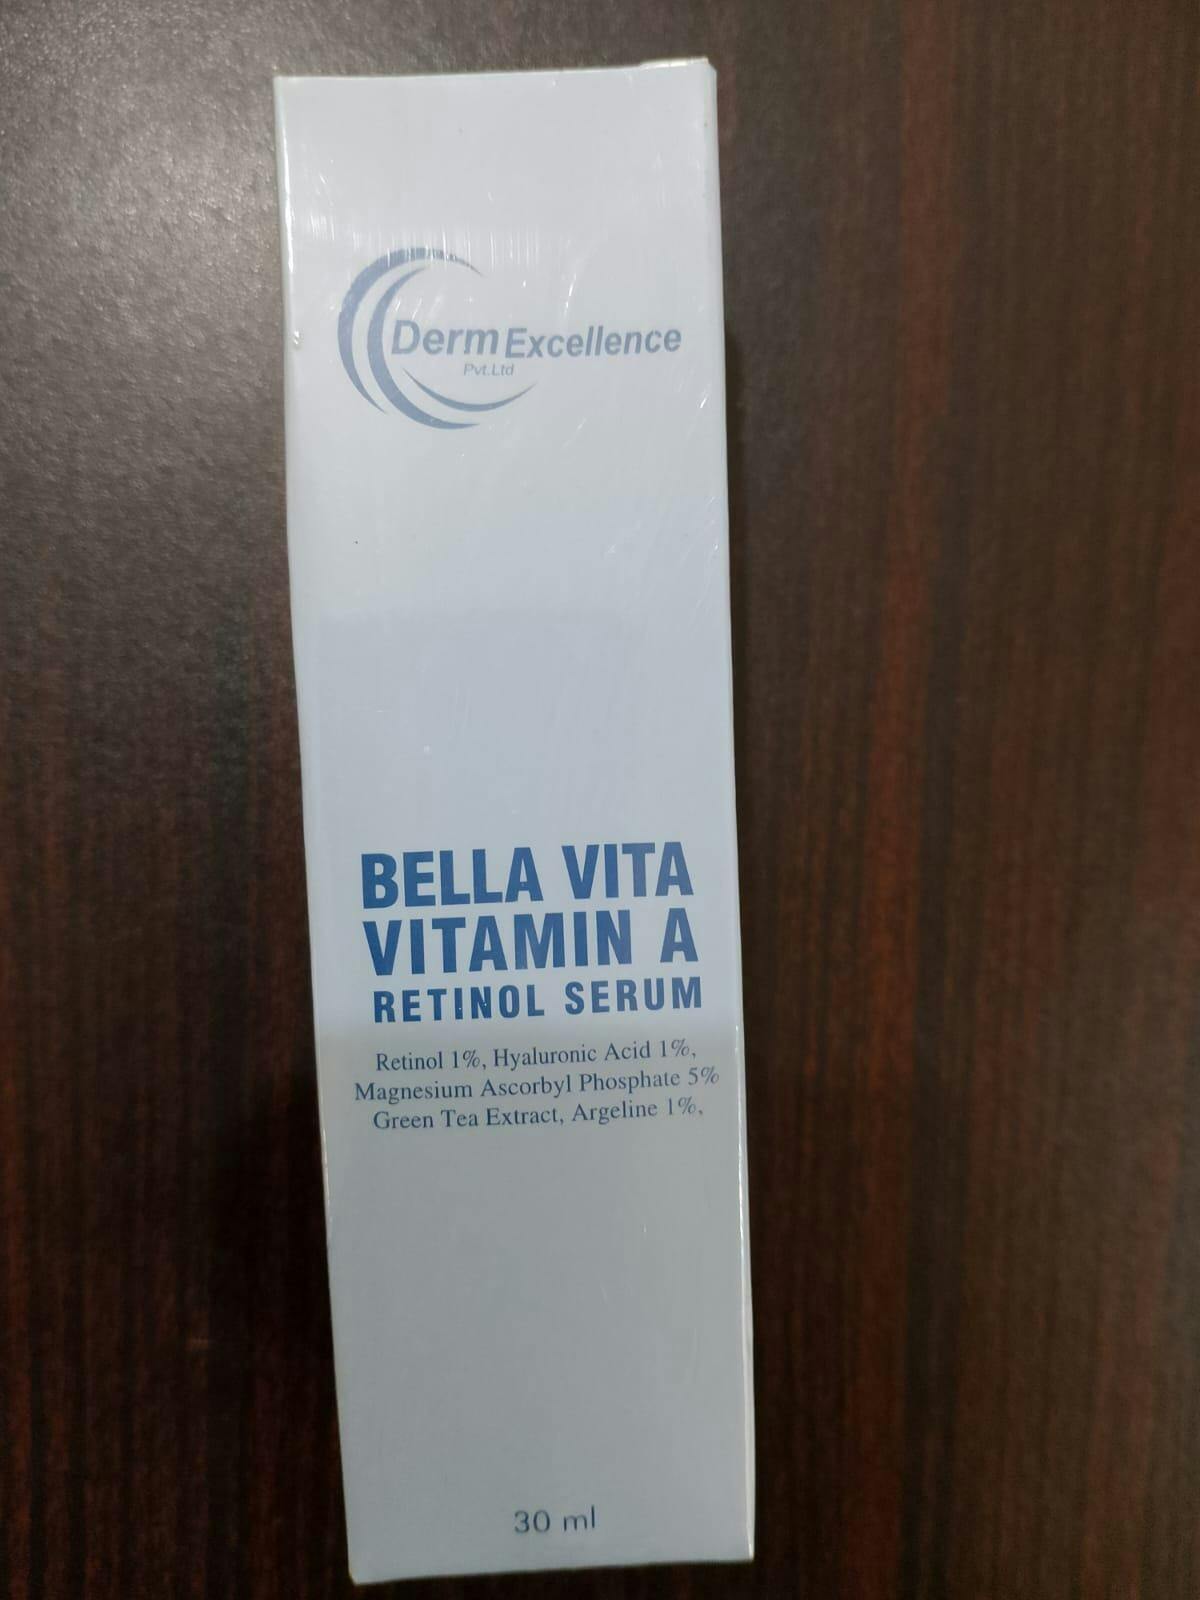 Derm Excellence
Pvt.Ltd
BELLA VITA
VITAMIN A
RETINOL SERUM
Retinol 1%, Hyaluronic Acid 1%,
Magnesium Ascorbyl Phosphate 5%
Green Tea Extract, Argeline 1%,
30 ml